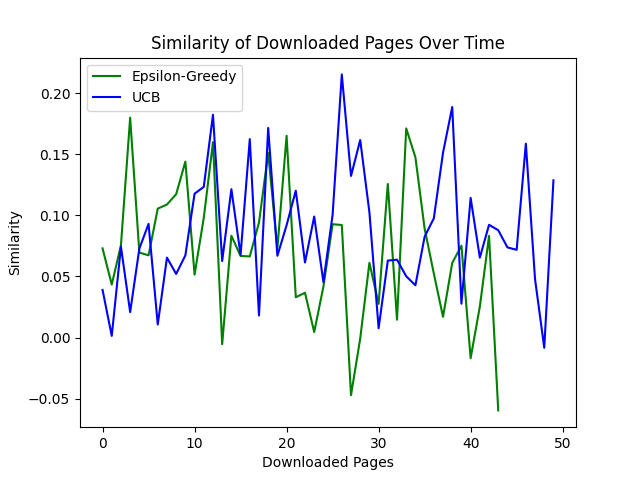 Similarity of Downloaded Pages Over Time
Epsilon-Greedy
UCB
0.20
0.15
0.10
0.05
0.00
−0.05
Similarity
0 10 20 30 40 50
Downloaded Pages